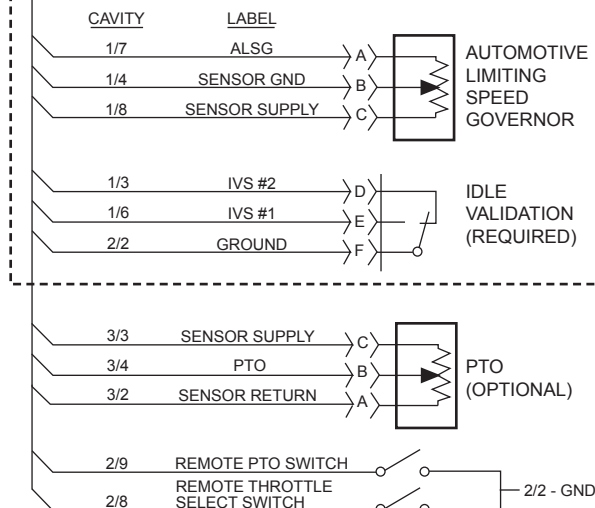 CAVITY LABEL
1/7 ALSG A
1/4 SENSOR GND B
1/8 SENSOR SUPPLY C
AUTOMOTIVE
LIMITING
SPEED
GOVERNOR
1/3 IVS #2 D
1/6 IVS #1 E
2/2 GROUND F
IDLE
VALIDATION
(REQUIRED)
3/3 SENSOR SUPPLY C
3/4 PTO B
3/2 SENSOR RETURN A
PTO
(OPTIONAL)
2/9 REMOTE PTO SWITCH
REMOTE THROTTLE
2/8 SELECT SWITCH
2/2 - GND